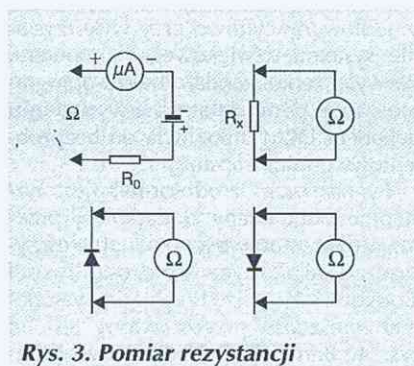 + μA −
Ω
−
+
R₀
Rₓ
Ω
Ω
Ω
Rys. 3. Pomiar rezystancji